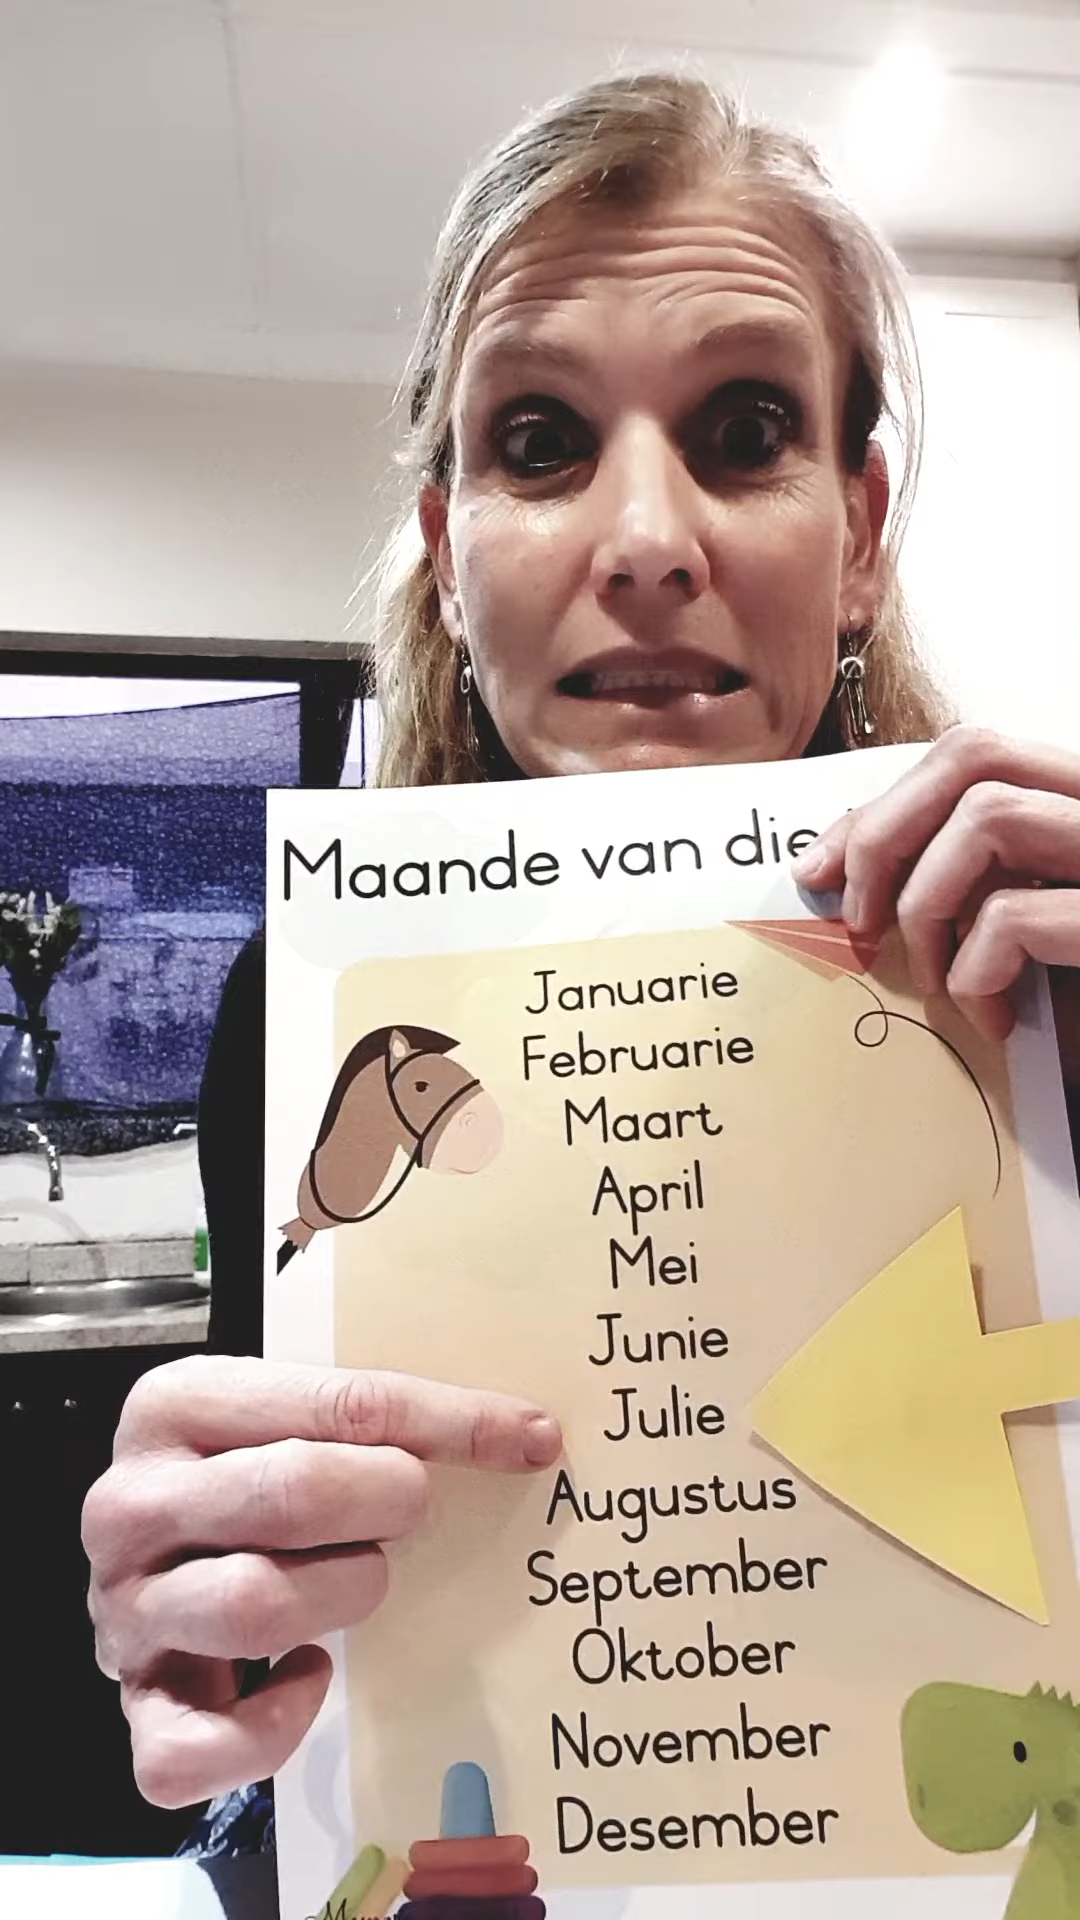 Maande van die
Januarie
Februarie
Maart
April
Mei
Junie
Julie
Augustus
September
Oktober
November
Desember